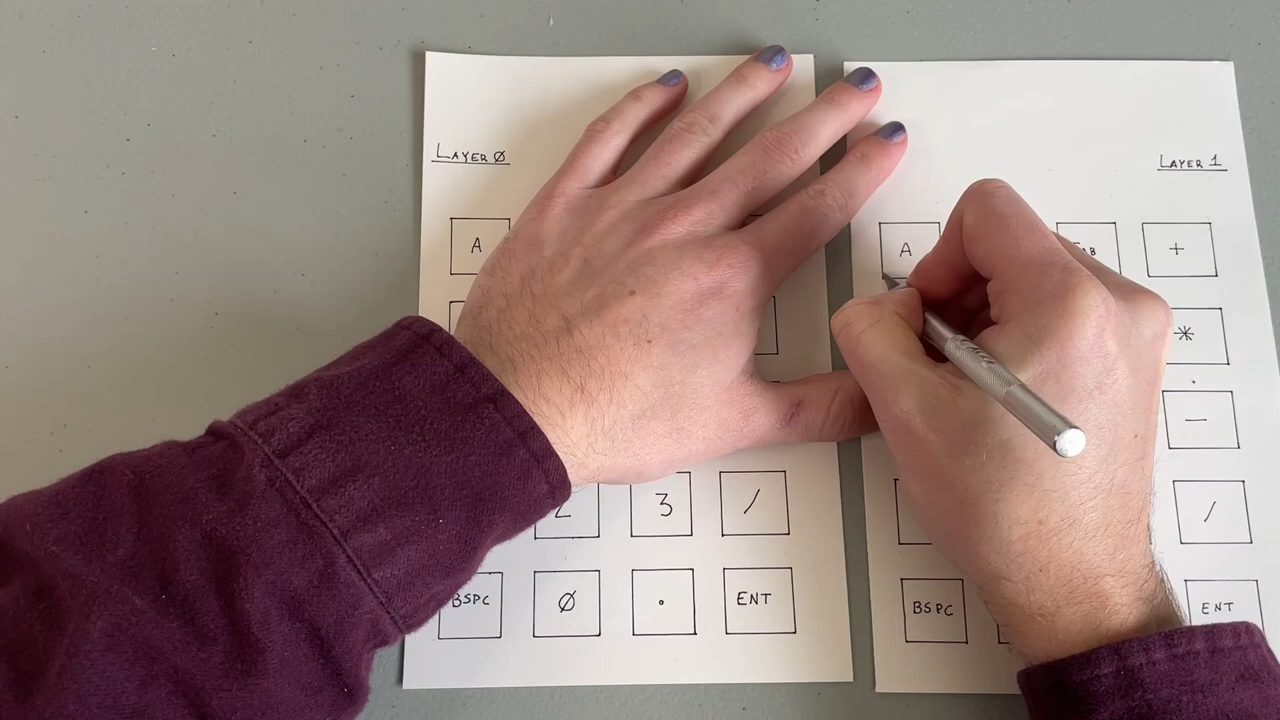 LAYER Ø
A
3 /
BSPC Ø . ENT
LAYER 1
A +
*
-
/
BSPC ENT